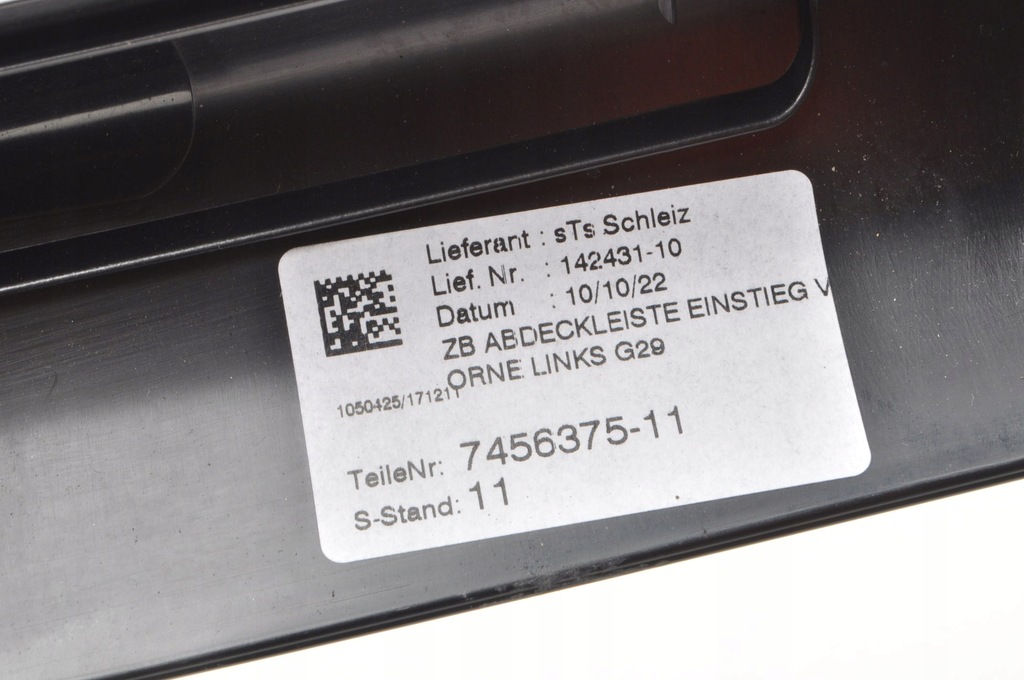 Lieferant : sTs Schleiz
Lief. Nr. : 142431-10
Datum : 10/10/22
ZB ABDECKLEISTE EINSTIEG V
ORNE LINKS G29
1050425/171211
TeileNr: 7456375-11
S-Stand: 11